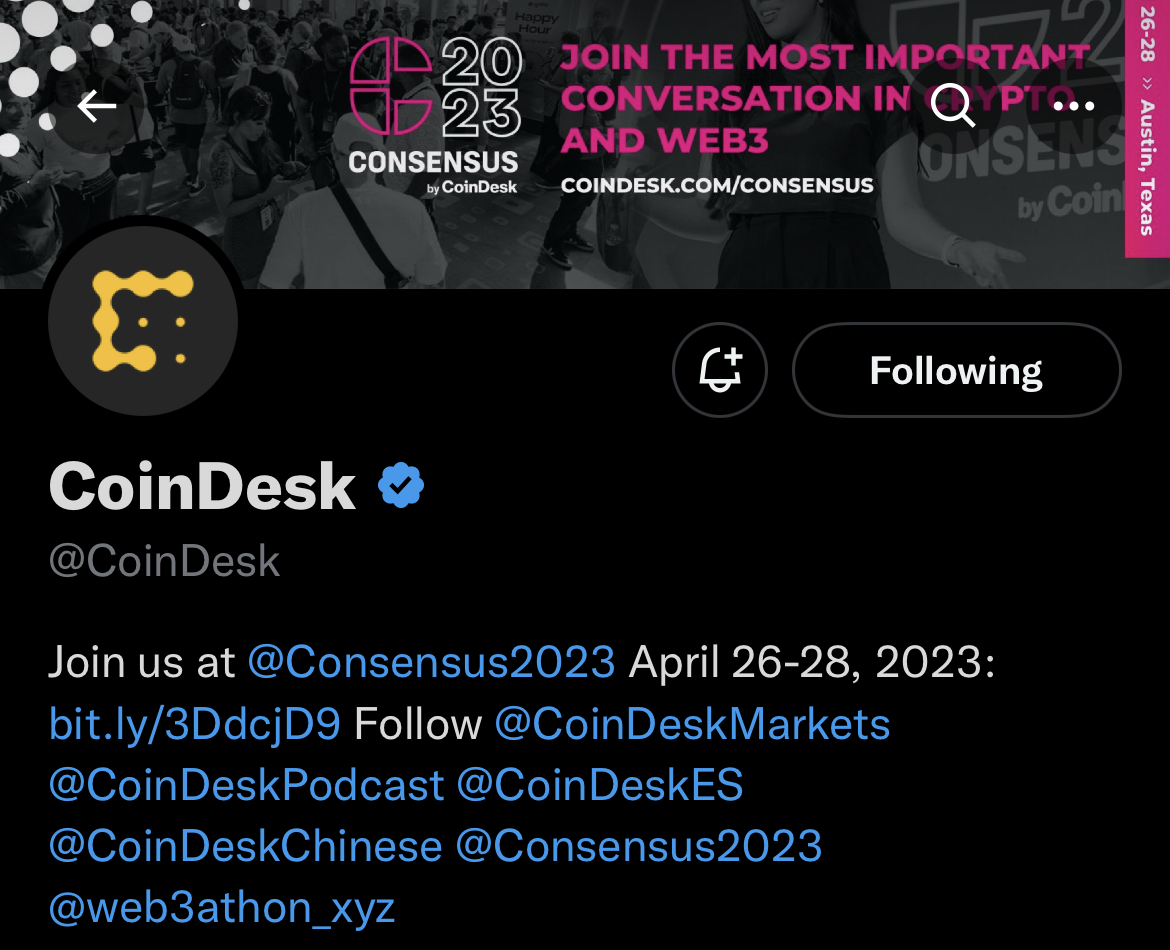 Happy
Hour
2023
CONSENSUS
by CoinDesk
JOIN THE MOST IMPORTANT
CONVERSATION IN CRYPTO
AND WEB3
COINDESK.COM/CONSENSUS
ONSENS
by Coin
26-28 » Austin, Texas
Following
CoinDesk
@CoinDesk
Join us at @Consensus2023 April 26-28, 2023:
bit.ly/3DdcjD9 Follow @CoinDeskMarkets
@CoinDeskPodcast @CoinDeskES
@CoinDeskChinese @Consensus2023
@web3athon_xyz